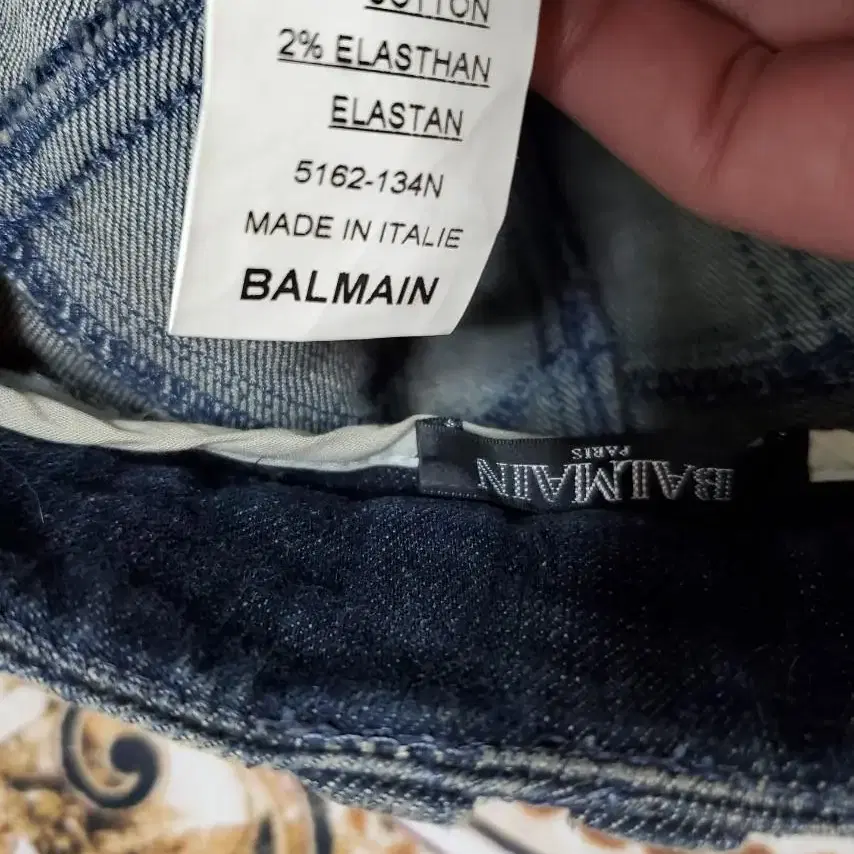 COTTON
2% ELASTHAN
ELASTAN
5162-134N
MADE IN ITALIE
BALMAIN
BALMAIN
PARIS